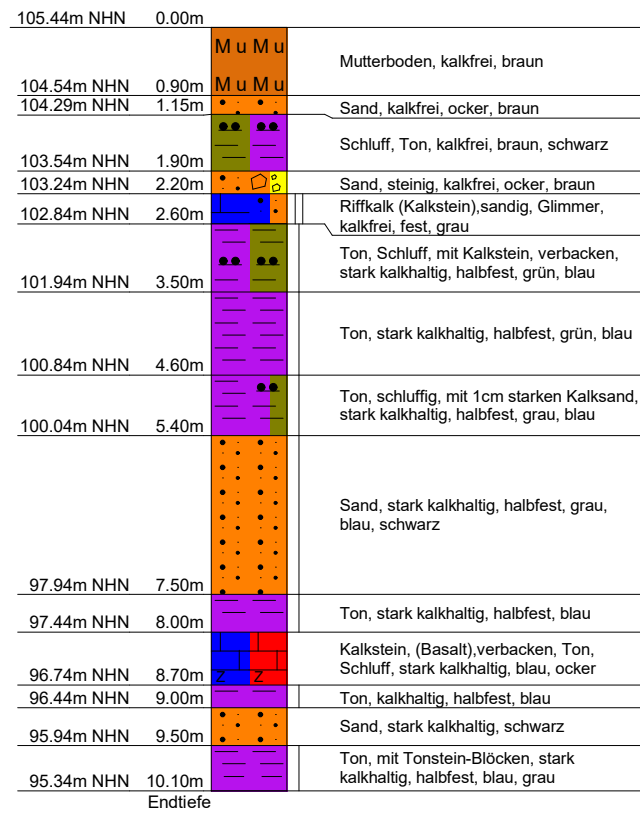 105.44m NHN 0.00m
M u M u
Mutterboden, kalkfrei, braun
104.54m NHN 0.90m M u M u
104.29m NHN 1.15m Sand, kalkfrei, ocker, braun
Schluff, Ton, kalkfrei, braun, schwarz
103.54m NHN 1.90m
103.24m NHN 2.20m Sand, steinig, kalkfrei, ocker, braun
Riffkalk (Kalkstein),sandig, Glimmer,
102.84m NHN 2.60m kalkfrei, fest, grau
Ton, Schluff, mit Kalkstein, verbacken,
stark kalkhaltig, halbfest, grün, blau
101.94m NHN 3.50m
Ton, stark kalkhaltig, halbfest, grün, blau
100.84m NHN 4.60m
Ton, schluffig, mit 1cm starken Kalksand,
stark kalkhaltig, halbfest, grau, blau
100.04m NHN 5.40m
Sand, stark kalkhaltig, halbfest, grau,
blau, schwarz
97.94m NHN 7.50m
Ton, stark kalkhaltig, halbfest, blau
97.44m NHN 8.00m
Kalkstein, (Basalt),verbacken, Ton,
Schluff, stark kalkhaltig, blau, ocker
96.74m NHN 8.70m Z Z
96.44m NHN 9.00m Ton, kalkhaltig, halbfest, blau
Sand, stark kalkhaltig, schwarz
95.94m NHN 9.50m
Ton, mit Tonstein-Blöcken, stark
kalkhaltig, halbfest, blau, grau
95.34m NHN 10.10m
Endtiefe